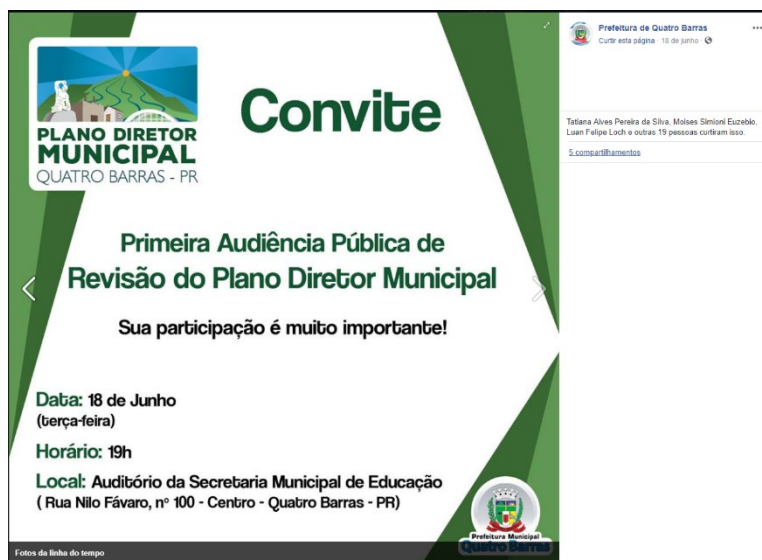 PLANO DIRETOR
MUNICIPAL
QUATRO BARRAS - PR
Convite
Primeira Audiência Pública de
Revisão do Plano Diretor Municipal
Sua participação é muito importante!
Data: 18 de Junho
(terça-feira)
Horário: 19h
Local: Auditório da Secretaria Municipal de Educação
( Rua Nilo Fávaro, nº 100 - Centro - Quatro Barras - PR)
Prefeitura Municipal
Quatro Barras
Fotos da linha do tempo
Prefeitura de Quatro Barras
Curtir esta página · 18 de junho ·
Tatiana Alves Pereira da Silva, Moises Simioni Euzebio,
Luan Felipe Loch e outras 19 pessoas curtiram isso.
5 compartilhamentos